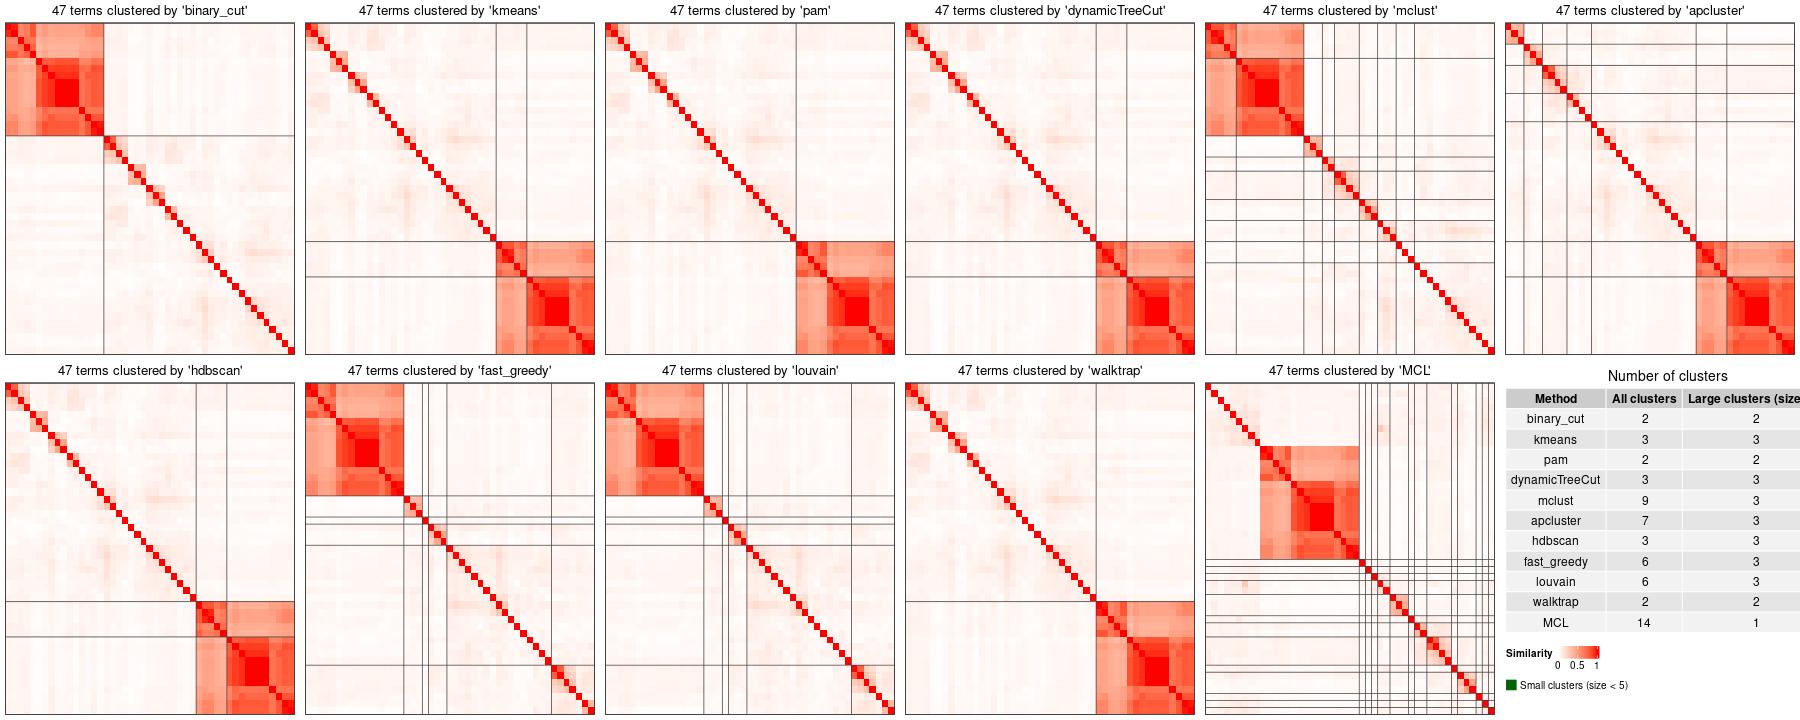 47 terms clustered by 'binary_cut'
47 terms clustered by 'kmeans'
47 terms clustered by 'pam'
47 terms clustered by 'dynamicTreeCut'
47 terms clustered by 'mclust'
47 terms clustered by 'apcluster'
47 terms clustered by 'hdbscan'
47 terms clustered by 'fast_greedy'
47 terms clustered by 'louvain'
47 terms clustered by 'walktrap'
47 terms clustered by 'MCL'
Number of clusters
Method All clusters Large clusters (size
binary_cut 2 2
kmeans 3 3
pam 2 2
dynamicTreeCut 3 3
mclust 9 3
apcluster 7 3
hdbscan 3 3
fast_greedy 6 3
louvain 6 3
walktrap 2 2
MCL 14 1
Similarity
0 0.5 1
Small clusters (size < 5)